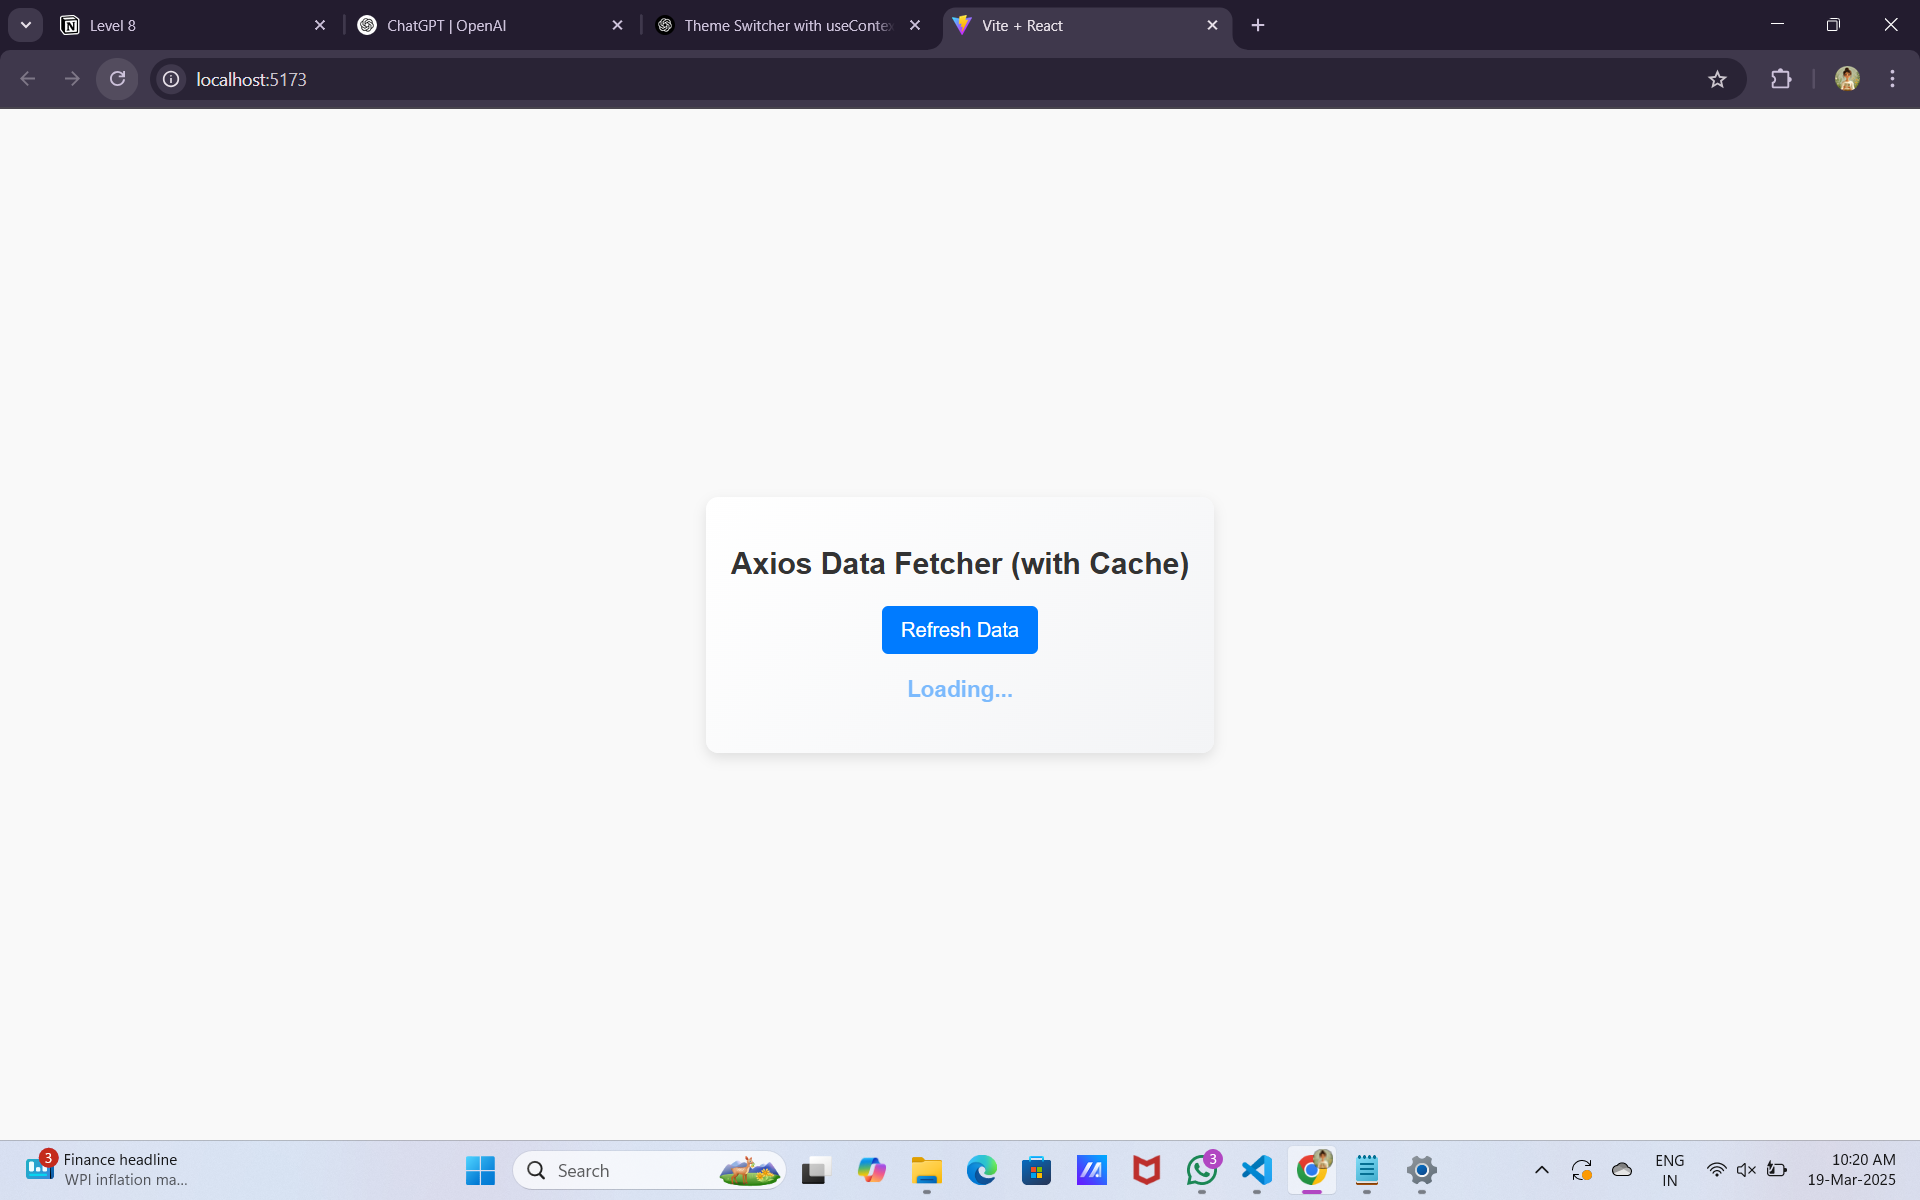 Level 8
ChatGPT | OpenAI
Theme Switcher with useContex
Vite + React
localhost:5173
Axios Data Fetcher (with Cache)
Refresh Data
Loading...
3
Finance headline
WPI inflation ma...
Search
3
ENG
IN
10:20 AM
19-Mar-2025